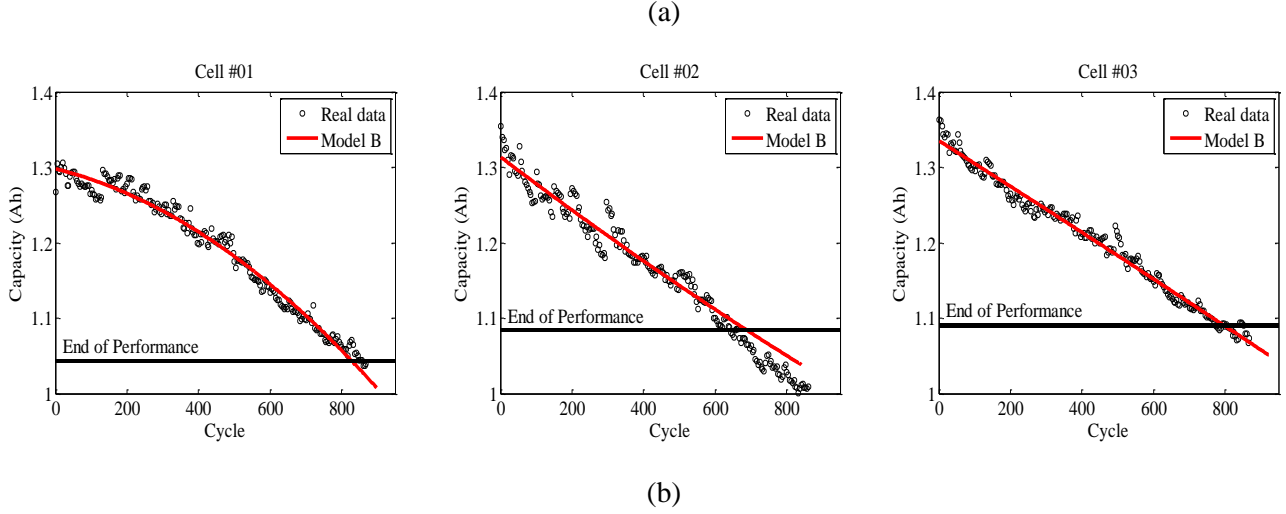 (a)
Cell #01
1.4
1.3
1.2
1.1
1
Capacity (Ah)
Real data
Model B
End of Performance
0 200 400 600 800
Cycle
Cell #02
1.4
1.3
1.2
1.1
1
Capacity (Ah)
Real data
Model B
End of Performance
0 200 400 600 800
Cycle
Cell #03
1.4
1.3
1.2
1.1
1
Capacity (Ah)
Real data
Model B
End of Performance
0 200 400 600 800
Cycle
(b)